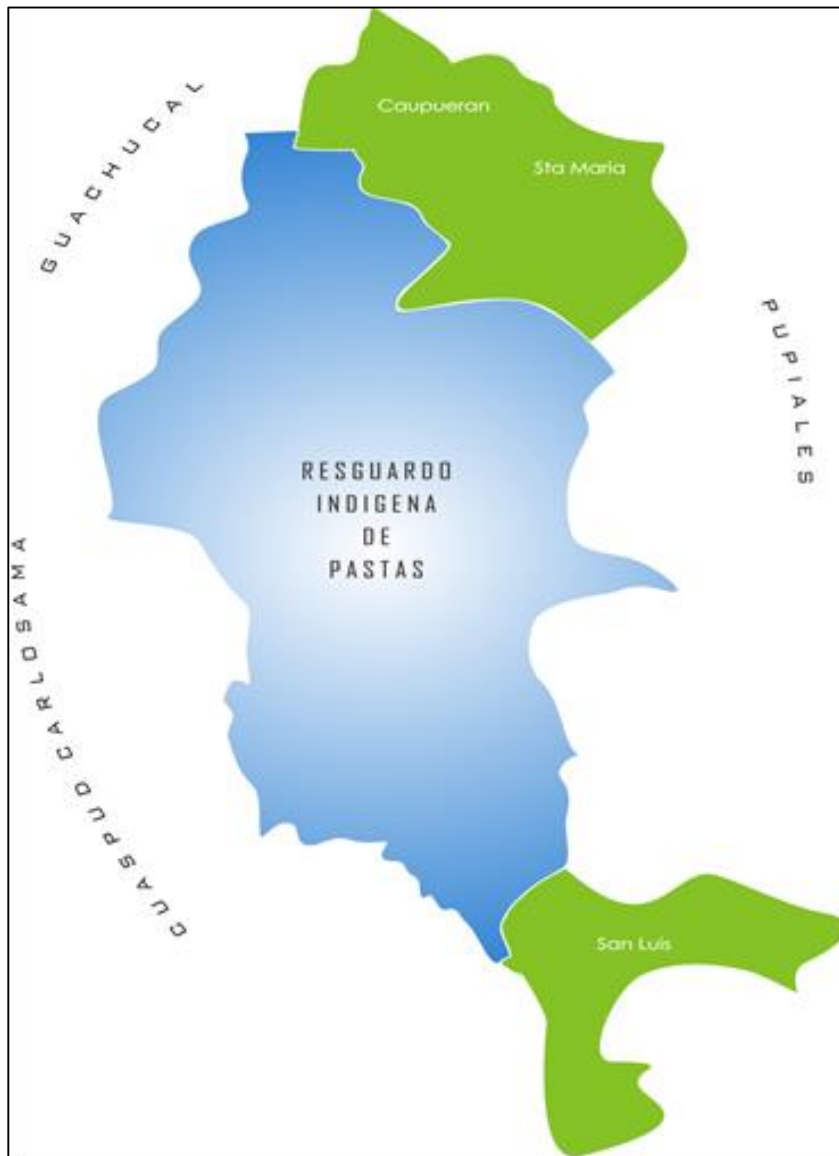 Caupueran
Sta Maria
GUACHUCAL
PUPIALES
RESGUARDO
INDIGENA
DE
PASTAS
CUASPUD CARLOSAMA
San Luis